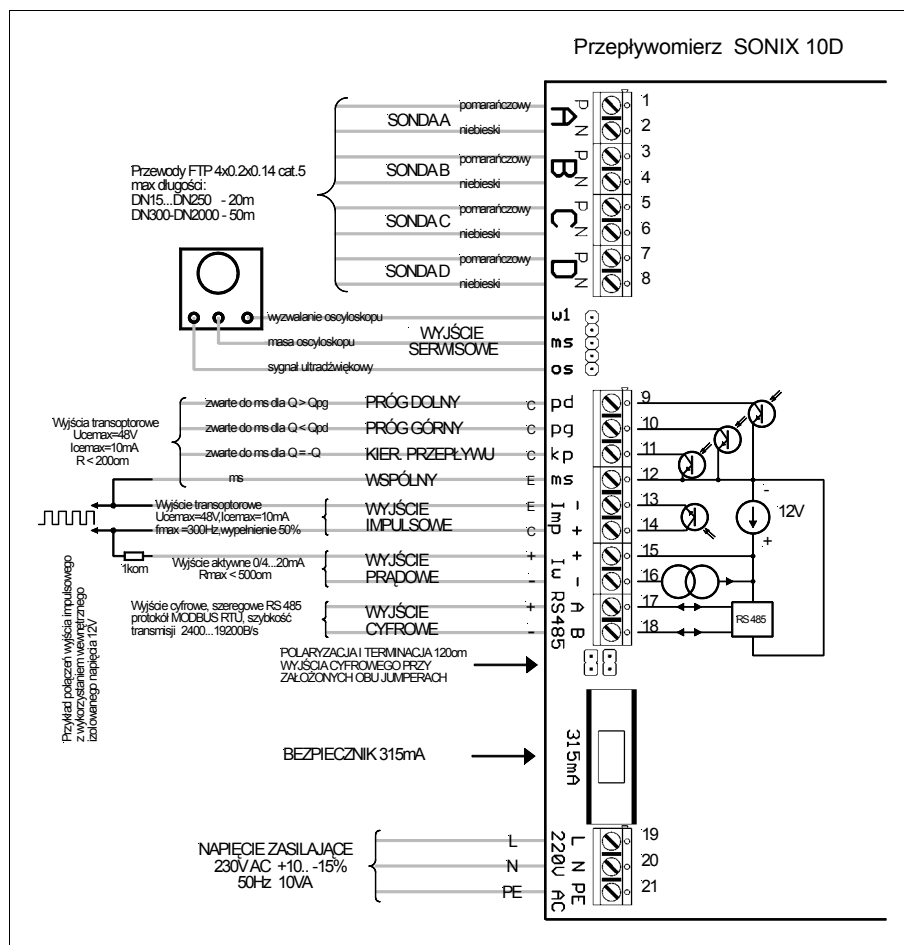 Przepływomierz SONIX 10D
Przewody FTP 4x0.2x0.14 cat.5
max długości:
DN15...DN250 - 20m
DN300-DN2000 - 50m
SONDA A
pomarańczowy
niebieski
A
P
N
1
2
SONDA B
pomarańczowy
niebieski
B
P
N
3
4
SONDA C
pomarańczowy
niebieski
C
P
N
5
6
SONDA D
pomarańczowy
niebieski
D
P
N
7
8
wyzwalanie oscyloskopu
masa oscyloskopu
sygnał ultradźwiękowy
WYJŚCIE
SERWISOWE
w1
ms
os
Wyjścia transoptorowe
Ucemax=48V
Icemax=10mA
R < 200om
zwarte do ms dla Q > Qpg
PRÓG DOLNY
C
pd
9
zwarte do ms dla Q < Qpd
PRÓG GÓRNY
C
pg
10
zwarte do ms dla Q = -Q
KIER. PRZEPŁYWU
C
kp
11
ms
WSPÓLNY
E
ms
12
Wyjście transoptorowe
Ucemax=48V,Icemax=10mA
fmax =300Hz,wypełnienie 50%
WYJŚCIE
IMPULSOWE
E
C
Imp
-
+
13
14
-
12V
+
1kom
Wyjście aktywne 0/4...20mA
Rmax < 500om
WYJŚCIE
PRĄDOWE
+
-
Iw
+
-
15
16
Wyjście cyfrowe, szeregowe RS 485
protokół MODBUS RTU, szybkość
transmisji 2400...19200B/s
WYJŚCIE
CYFROWE
+
-
RS485
A
B
17
18
RS 485
Przykład połączeń wyjścia impulsowego
z wykorzystaniem wewnętrznego
izolowanego napięcia 12V
POLARYZACJA I TERMINACJA 120om
WYJŚCIA CYFROWEGO PRZY
ZAŁOŻONYCH OBU JUMPERACH
BEZPIECZNIK 315mA
315mA
NAPIĘCIE ZASILAJĄCE
230V AC +10.. -15%
50Hz 10VA
L
N
PE
220V AC
L
N
PE
19
20
21